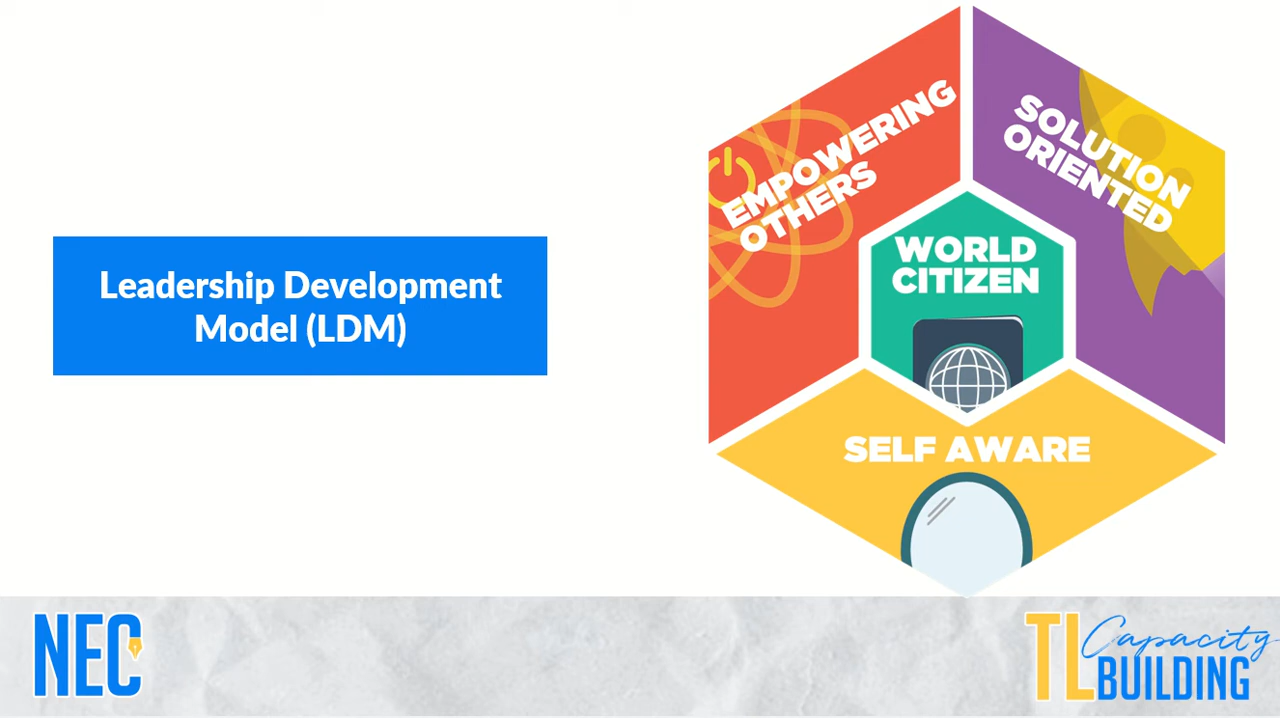 Leadership Development
Model (LDM)
EMPOWERING
OTHERS
SOLUTION
ORIENTED
WORLD
CITIZEN
SELF AWARE
NEC
TL Capacity
BUILDING